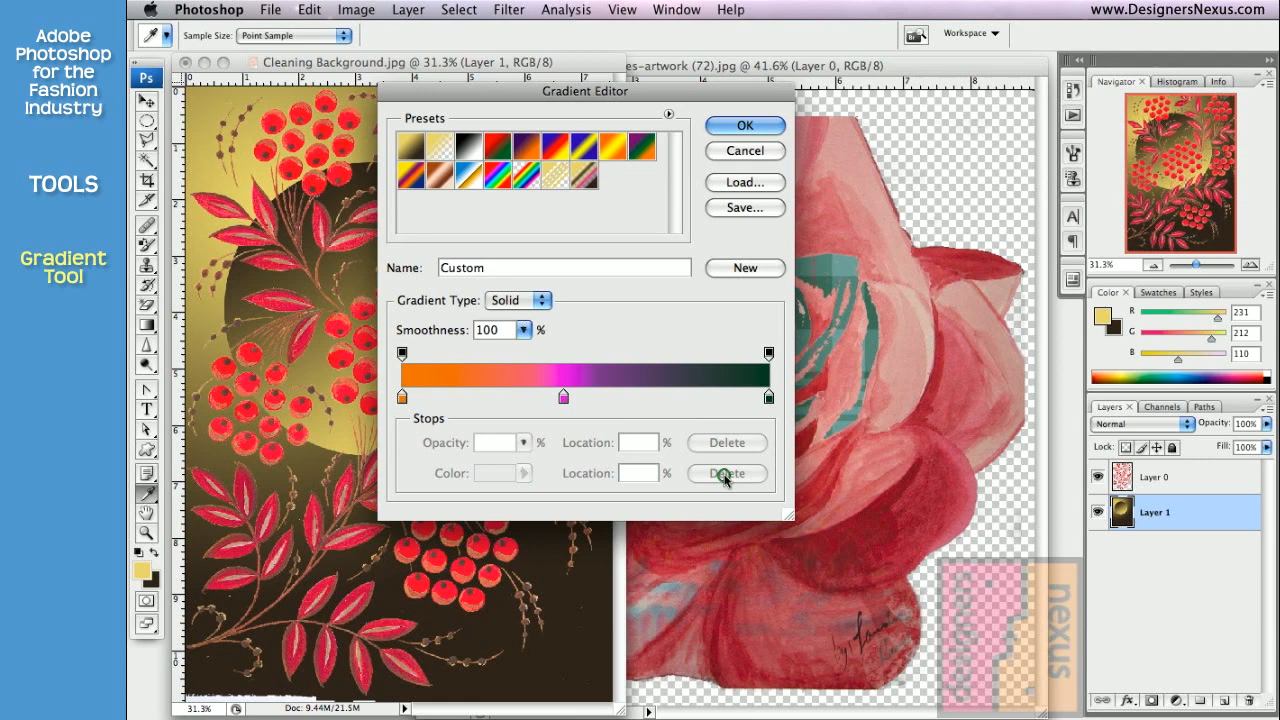 Adobe
Photoshop
for the
Fashion
Industry
TOOLS
Gradient
Tool
Photoshop File Edit Image Layer Select Filter Analysis View Window Help
www.DesignersNexus.com
Sample Size: Point Sample
Workspace
Cleaning Background.jpg @ 31.3% (Layer 1, RGB/8)
es-artwork (72).jpg @ 41.6% (Layer 0, RGB/8)
Ps
Gradient Editor
Presets
OK
Cancel
Load...
Save...
Name: Custom
New
Gradient Type: Solid
Smoothness: 100 %
Stops
Opacity: % Location: % Delete
Color: Location: % Delete
Navigator Histogram Info
31.3%
Color Swatches Styles
R 231
G 212
B 110
Layers Channels Paths
Normal Opacity: 100%
Lock: Fill: 100%
Layer 0
Layer 1
nexus
31.3% Doc: 9.44M/21.5M